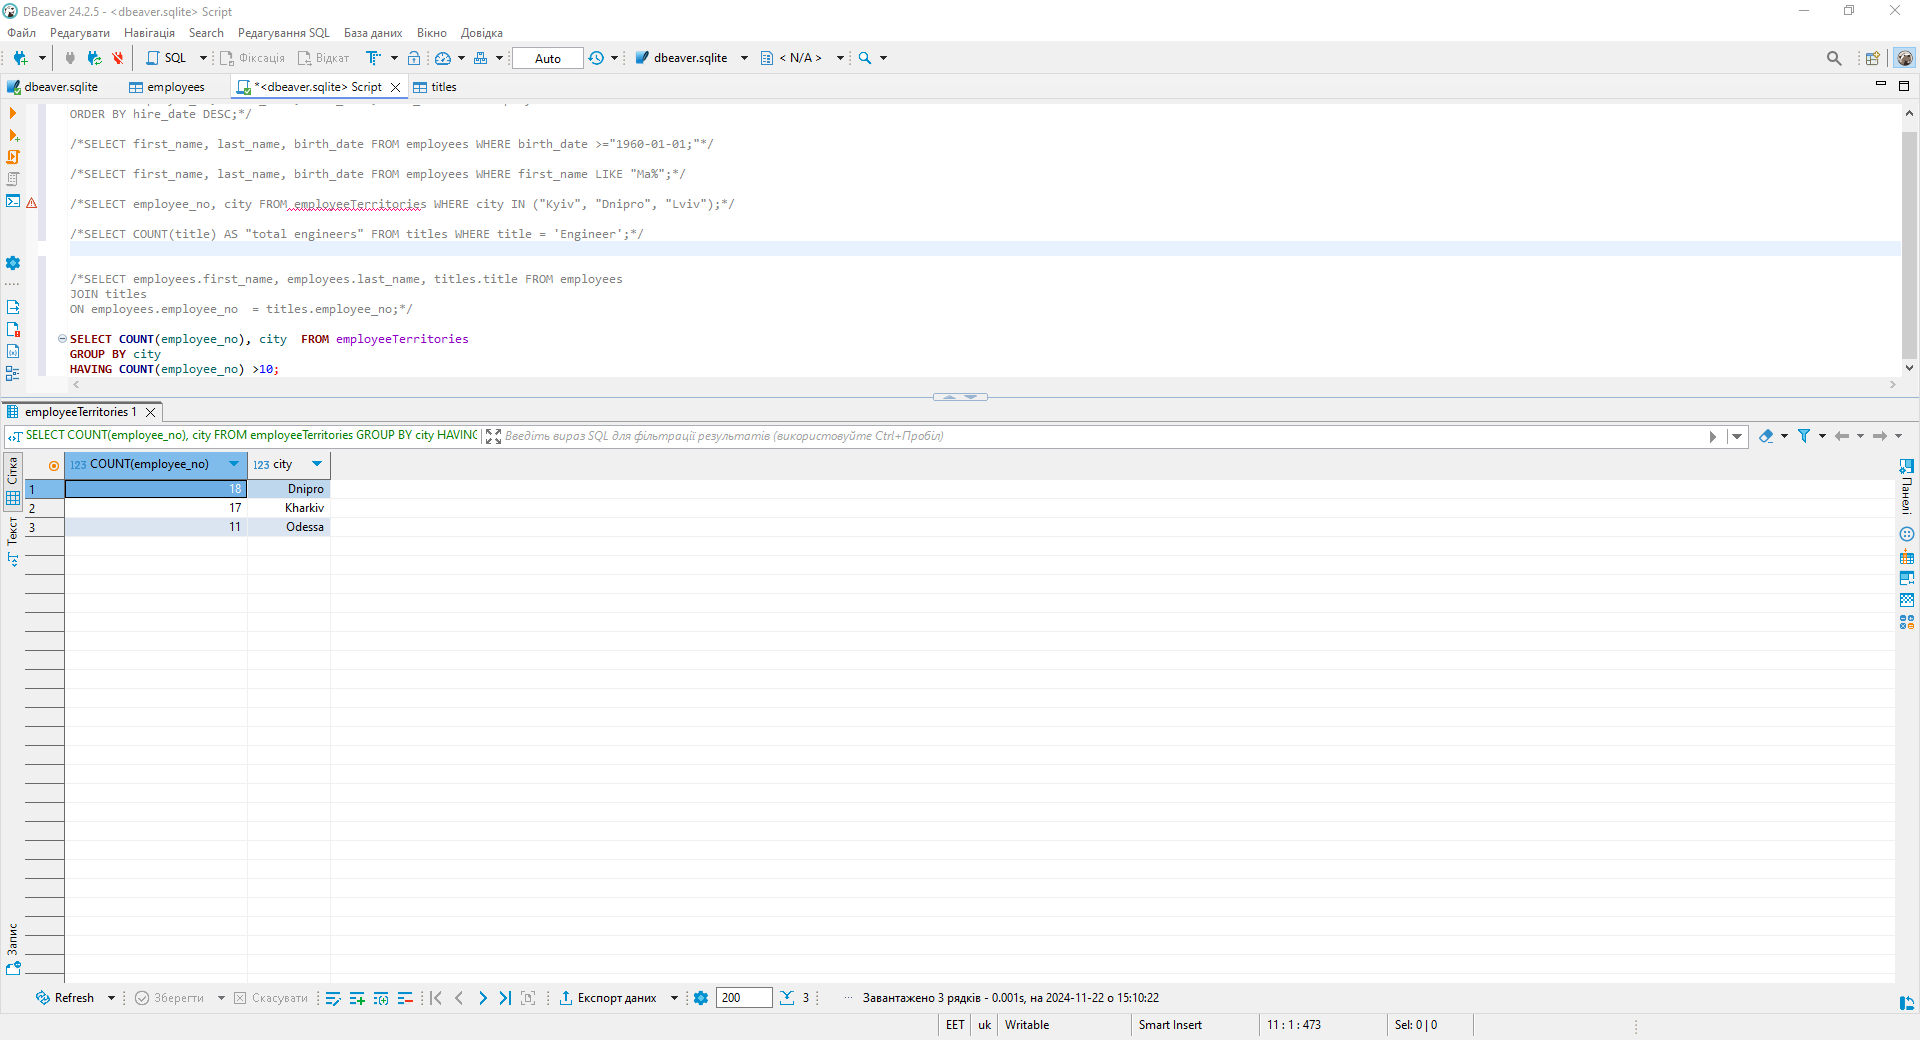 DBeaver 24.2.5 - <dbeaver.sqlite> Script
Файл Редагувати Навігація Search Редагування SQL База даних Вікно Довідка
SQL Фіксація Відкат Auto dbeaver.sqlite < N/A >
dbeaver.sqlite employees *<dbeaver.sqlite> Script titles
ORDER BY hire_date DESC;*/
/*SELECT first_name, last_name, birth_date FROM employees WHERE birth_date >="1960-01-01;"*/
/*SELECT first_name, last_name, birth_date FROM employees WHERE first_name LIKE "Ma%";*/
/*SELECT employee_no, city FROM employeeTerritories WHERE city IN ("Kyiv", "Dnipro", "Lviv");*/
/*SELECT COUNT(title) AS "total engineers" FROM titles WHERE title = 'Engineer';*/
/*SELECT employees.first_name, employees.last_name, titles.title FROM employees
JOIN titles
ON employees.employee_no  = titles.employee_no;*/
SELECT COUNT(employee_no), city  FROM employeeTerritories
GROUP BY city
HAVING COUNT(employee_no) >10;
employeeTerritories 1
SELECT COUNT(employee_no), city FROM employeeTerritories GROUP BY city HAVING Введіть вираз SQL для фільтрації результатів (використовуйте Ctrl+Пробіл)
Сітка
Текст
Запис
Панелі
123 COUNT(employee_no) 123 city
1 18 Dnipro
2 17 Kharkiv
3 11 Odessa
Refresh Зберегти Скасувати Експорт даних 200 3 Завантажено 3 рядків - 0.001s, на 2024-11-22 о 15:10:22
EET uk Writable Smart Insert 11 : 1 : 473 Sel: 0 | 0